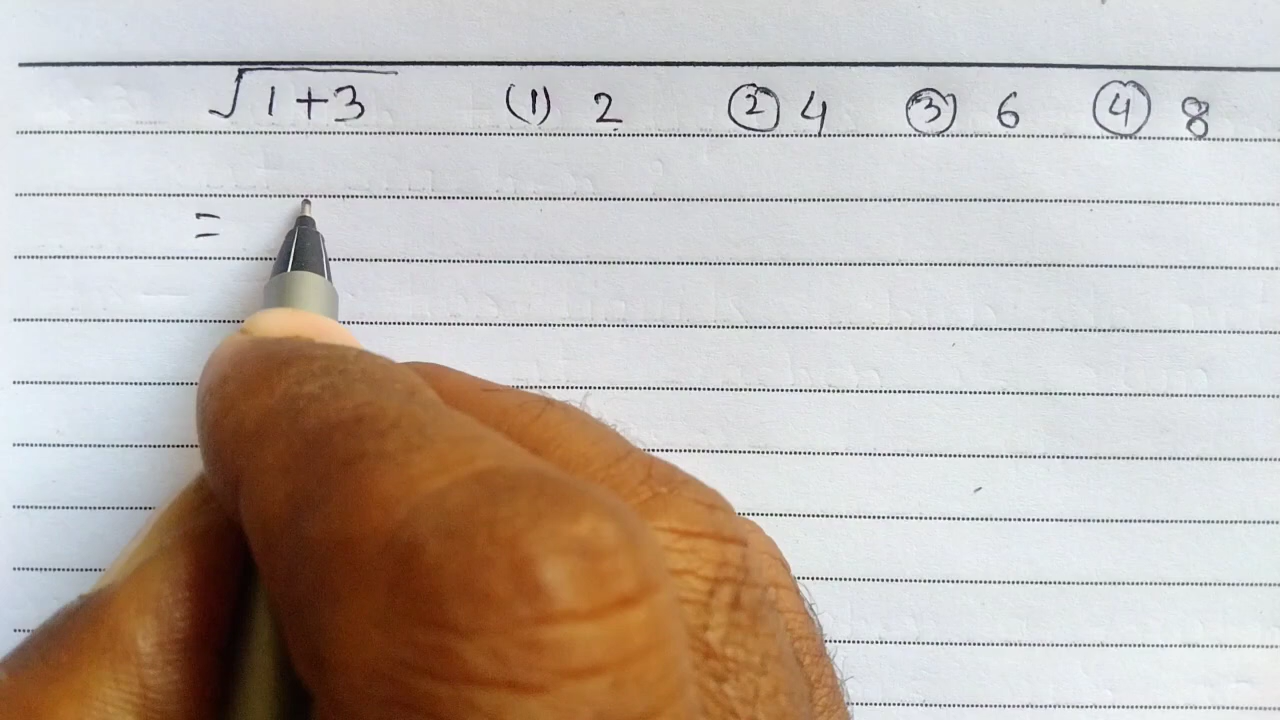 √1+3 (1) 2 ② 4 ③ 6 ④ 8
=